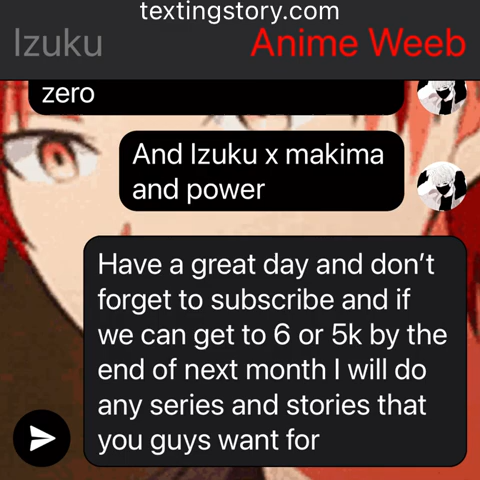 textingstory.com
Izuku
Anime Weeb
zero
And Izuku x makima
and power
Have a great day and don't
forget to subscribe and if
we can get to 6 or 5k by the
end of next month I will do
any series and stories that
you guys want for